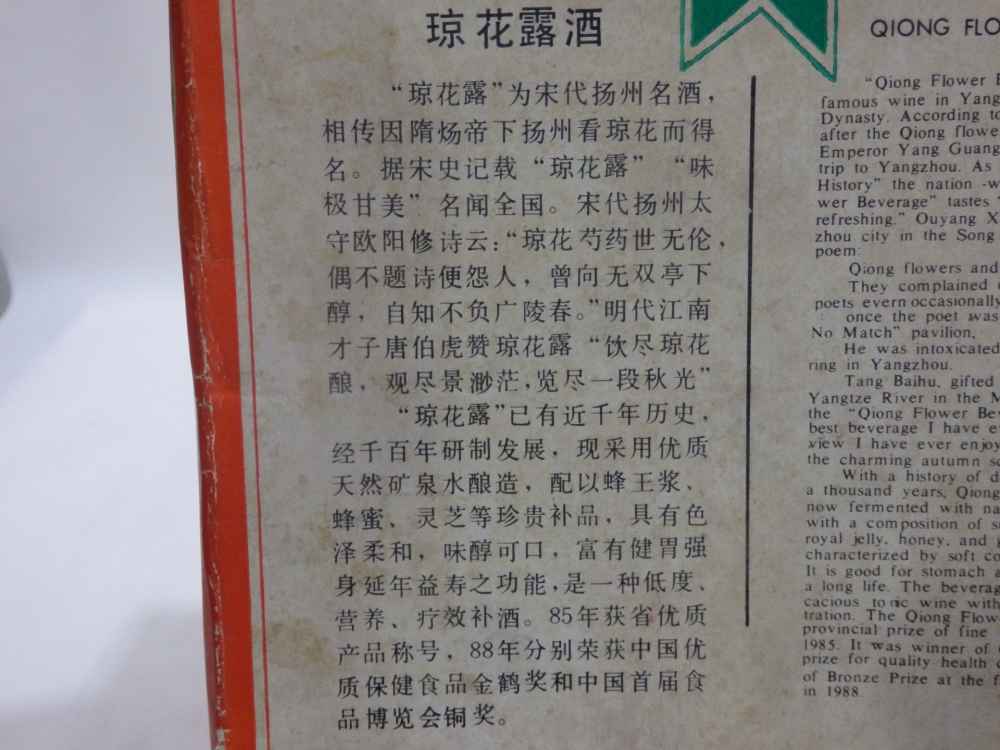 琼花露酒
“琼花露”为宋代扬州名酒，
相传因隋炀帝下扬州看琼花而得
名。据宋史记载“琼花露”“味
极甘美”名闻全国。宋代扬州太
守欧阳修诗云:“琼花芍药世无伦，
偶不题诗便怨人，曾向无双亭下
醇，自知不负广陵春。”明代江南
才子唐伯虎赞琼花露“饮尽琼花
酿，观尽景渺茫，览尽一段秋光”
“琼花露”已有近千年历史，
经千百年研制发展，现采用优质
天然矿泉水酿造，配以蜂王浆、
蜂蜜、灵芝等珍贵补品，具有色
泽柔和，味醇可口，富有健胃强
身延年益寿之功能，是一种低度、
营养、疗效补酒。85年获省优质
产品称号，88年分别荣获中国优
质保健食品金鹤奖和中国首届食
品博览会铜奖。
QIONG FLO
“Qiong Flower B
famous wine in Yang
Dynasty. According to
after the Qiong flowe
Emperor Yang Guang
trip to Yangzhou. As
History” the nation -w
wer Beverage” tastes “
refreshing.” Ouyang X
zhou city in the Song
poem:
Qiong flowers and
They complained
poets evern occasionally
once the poet was
No Match” pavilion,
He was intoxicated
ring in Yangzhou.
Tang Baihu, gifted
Yangtze River in the M
the “Qiong Flower Be
best beverage I have e
view I have ever enjoy
the charming autumn s
With a history of d
a thousand years, Qiong
now fermented with na
with a composition of s
royal jelly, honey, and
characterized by soft co
It is good for stomach a
a long life. The beverag
cacious tonic wine with
tration. The Qiong Flow
provincial prize of fine
1985. It was winner of
prize for quality health
of Bronze Prize at the f
in 1988